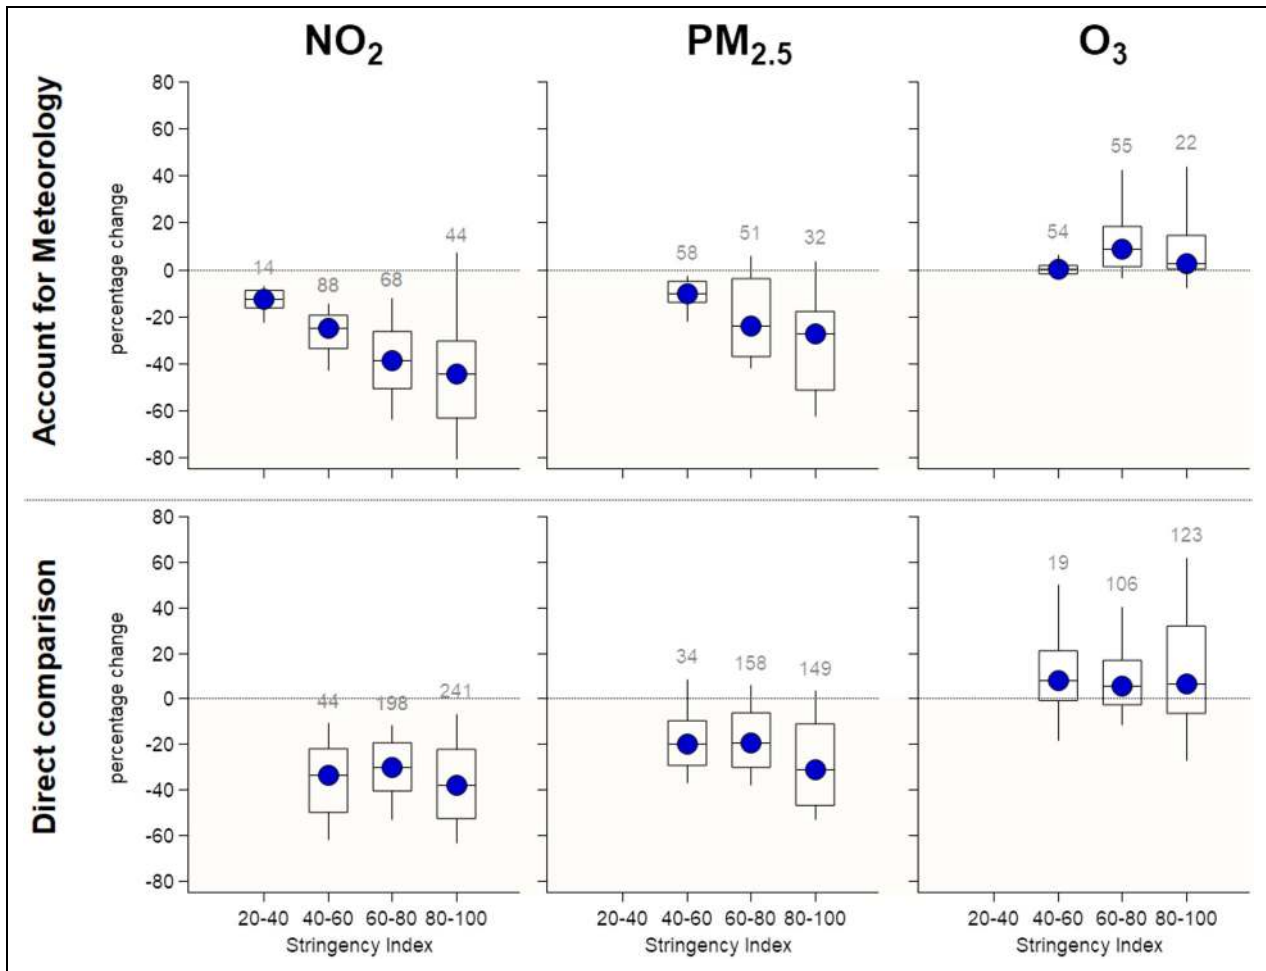 NO₂ PM₂.₅ O₃
Account for Meteorology
percentage change
80
60
40
20
0
-20
-40
-60
-80
14 88 68 44
58 51 32
54 55 22
Direct comparison
percentage change
80
60
40
20
0
-20
-40
-60
-80
44 198 241
34 158 149
19 106 123
20-40 40-60 60-80 80-100
Stringency Index
20-40 40-60 60-80 80-100
Stringency Index
20-40 40-60 60-80 80-100
Stringency Index